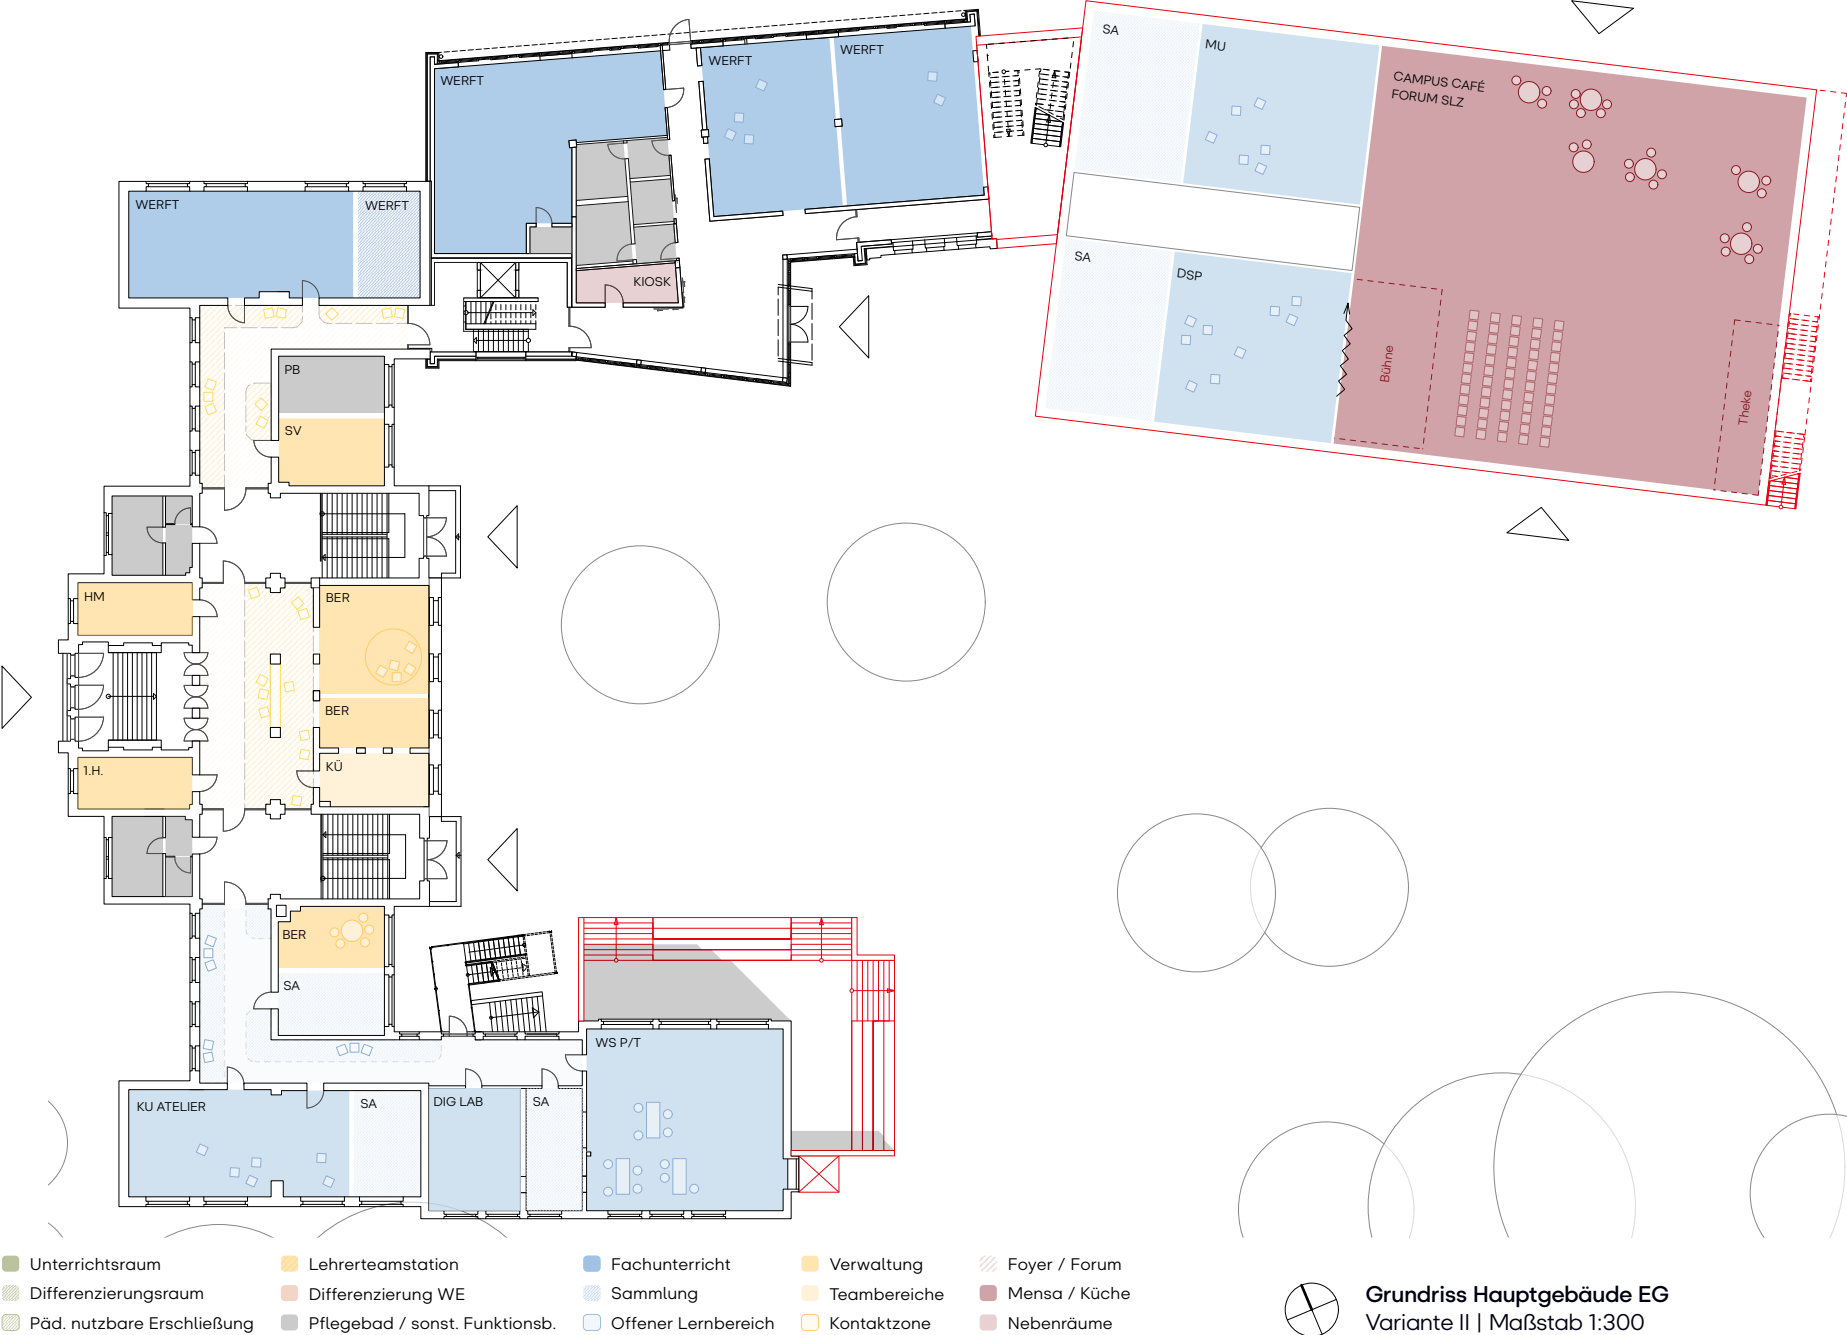 SA
MU
CAMPUS CAFÉ
FORUM SLZ
WERFT
WERFT
WERFT
WERFT
WERFT
KIOSK
SA
DSP
Bühne
Theke
PB
SV
HM
BER
BER
1.H.
KÜ
BER
SA
WS P/T
KU ATELIER
SA
DIG LAB
SA
Unterrichtsraum
Differenzierungsraum
Päd. nutzbare Erschließung
Lehrerteamstation
Differenzierung WE
Pflegebad / sonst. Funktionsb.
Fachunterricht
Sammlung
Offener Lernbereich
Verwaltung
Teambereiche
Kontaktzone
Foyer / Forum
Mensa / Küche
Nebenräume
Grundriss Hauptgebäude EG
Variante II | Maßstab 1:300